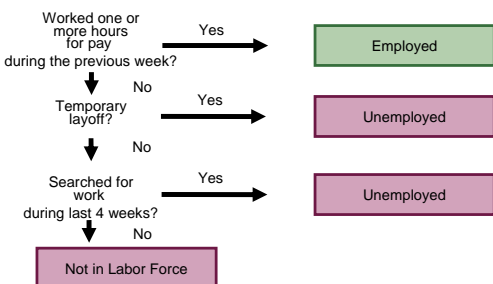 Worked one or
more hours
for pay
during the previous week?
Yes
Employed
No
Temporary
layoff?
Yes
Unemployed
No
Searched for
work
during last 4 weeks?
Yes
Unemployed
No
Not in Labor Force